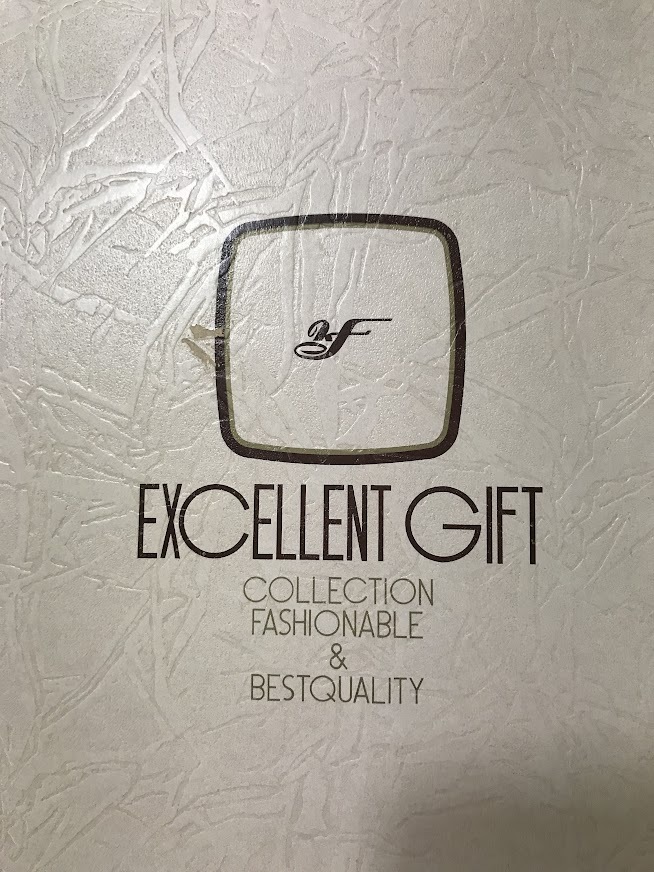 EXCELLENT GIFT
COLLECTION
FASHIONABLE
&
BESTQUALITY